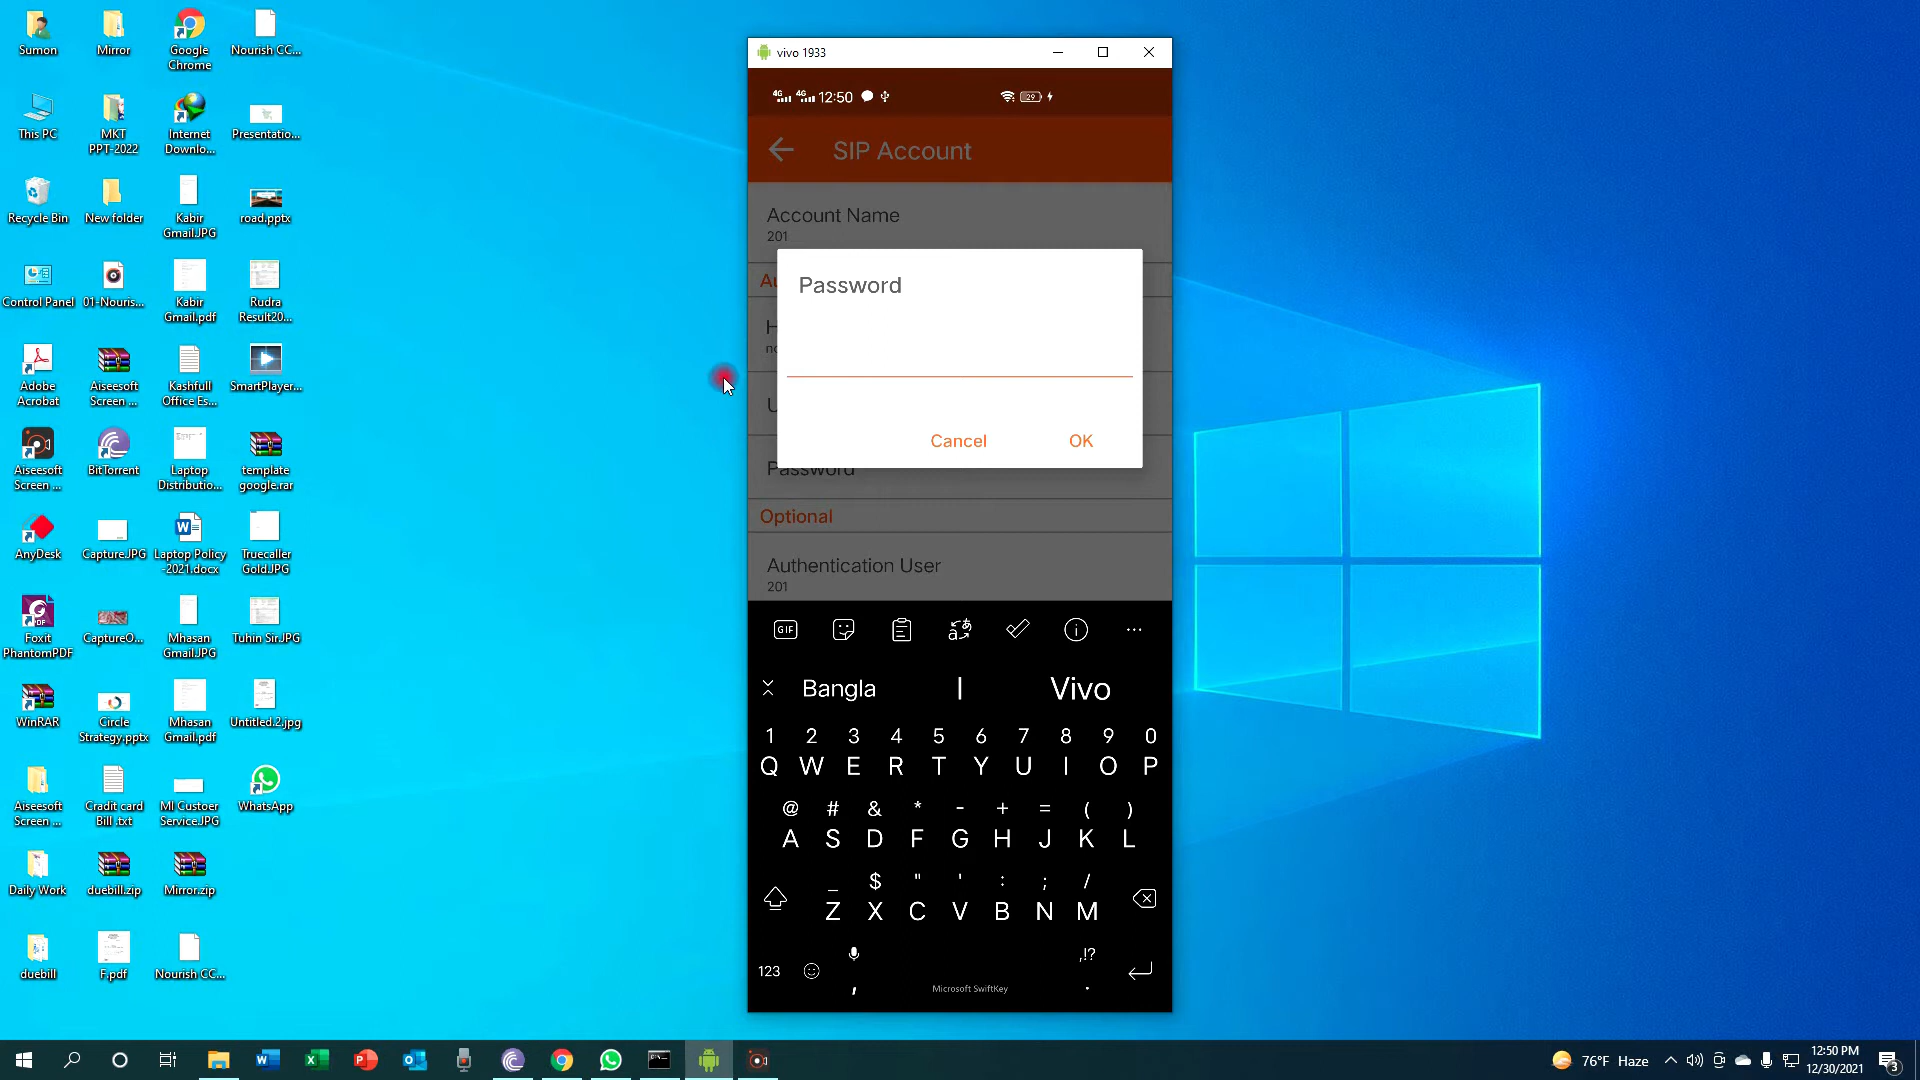 Sumon
Mirror
Google
Chrome
Nourish CC...
This PC
MKT
PPT-2022
Internet
Downlo...
Presentatio...
Recycle Bin
New folder
Kabir
Gmail.JPG
road.pptx
Control Panel
01-Nouris...
Kabir
Gmail.pdf
Rudra
Result20...
Adobe
Acrobat
Aiseesoft
Screen ...
Kashfull
Office Es...
SmartPlayer...
Aiseesoft
Screen ...
BitTorrent
Laptop
Distributio...
template
google.rar
AnyDesk
Capture.JPG
Laptop Policy
-2021.docx
Truecaller
Gold.JPG
Foxit
PhantomPDF
CaptureO...
Mhasan
Gmail.JPG
Tuhin Sir.JPG
WinRAR
Circle
Strategy.pptx
Mhasan
Gmail.pdf
Untitled.2.jpg
Aiseesoft
Screen ...
Cradit card
Bill .txt
MI Custoer
Service.JPG
WhatsApp
Daily Work
duebill.zip
Mirror.zip
duebill
F.pdf
Nourish CC...
vivo 1933
4G 4G 12:50 29
SIP Account
Account Name
201
Password
Cancel OK
Password
Optional
Authentication User
201
GIF
Bangla I Vivo
1 2 3 4 5 6 7 8 9 0
Q W E R T Y U I O P
@ # & * - + = ( )
A S D F G H J K L
_ $ " ' : ; /
Z X C V B N M
,!?
123
, Microsoft SwiftKey .
76°F Haze
12:50 PM
12/30/2021
3